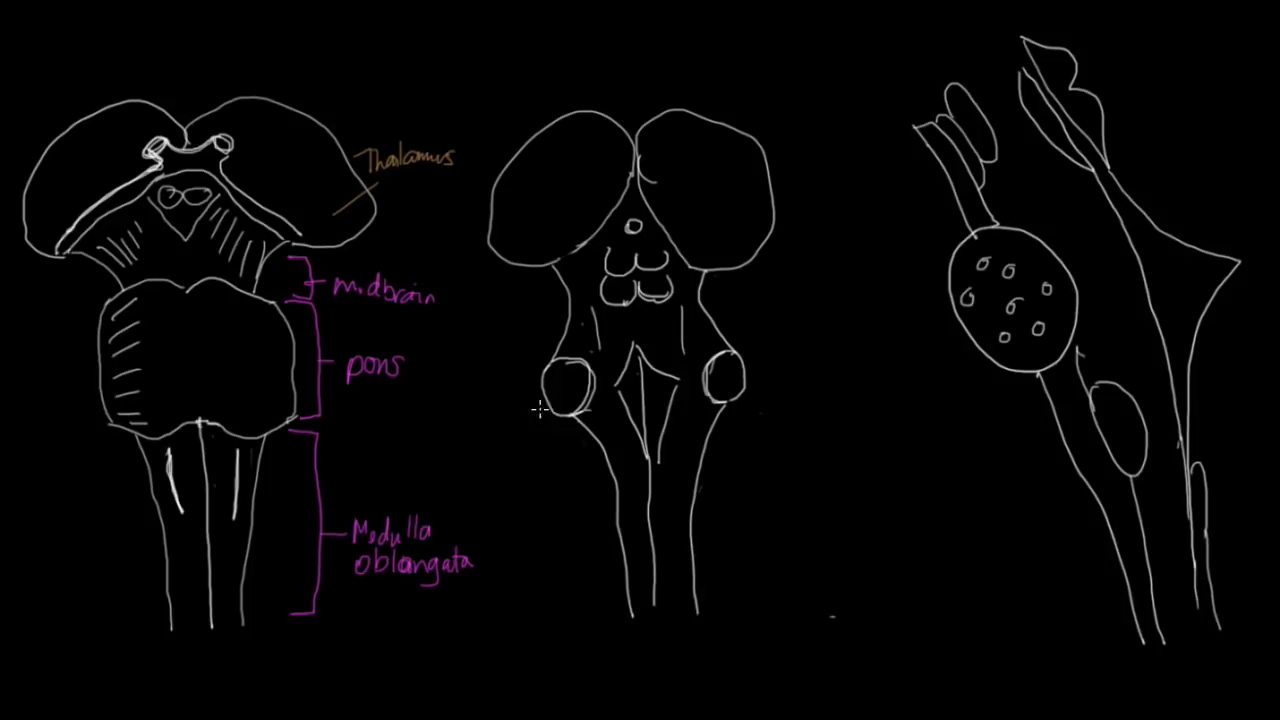 Thalamus
midbrain
pons
Medulla
oblongata